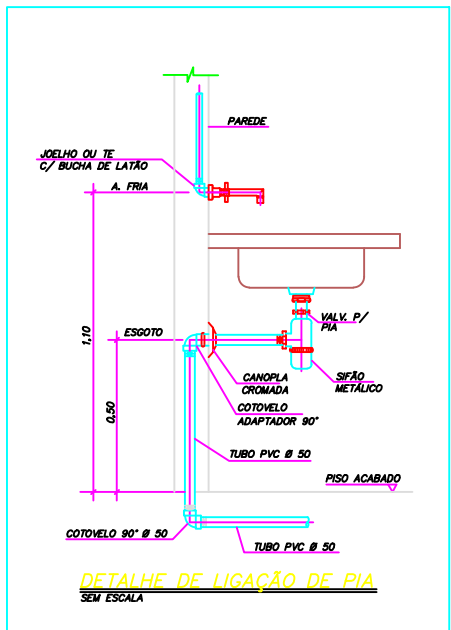 PAREDE
JOELHO OU TE
C/ BUCHA DE LATÃO
A. FRIA
VALV. P/
PIA
1,10
ESGOTO
CANOPLA
CROMADA
SIFÃO
METÁLICO
COTOVELO
ADAPTADOR 90°
0,50
TUBO PVC Ø 50
PISO ACABADO
COTOVELO 90° Ø 50
TUBO PVC Ø 50
DETALHE DE LIGAÇÃO DE PIA
SEM ESCALA